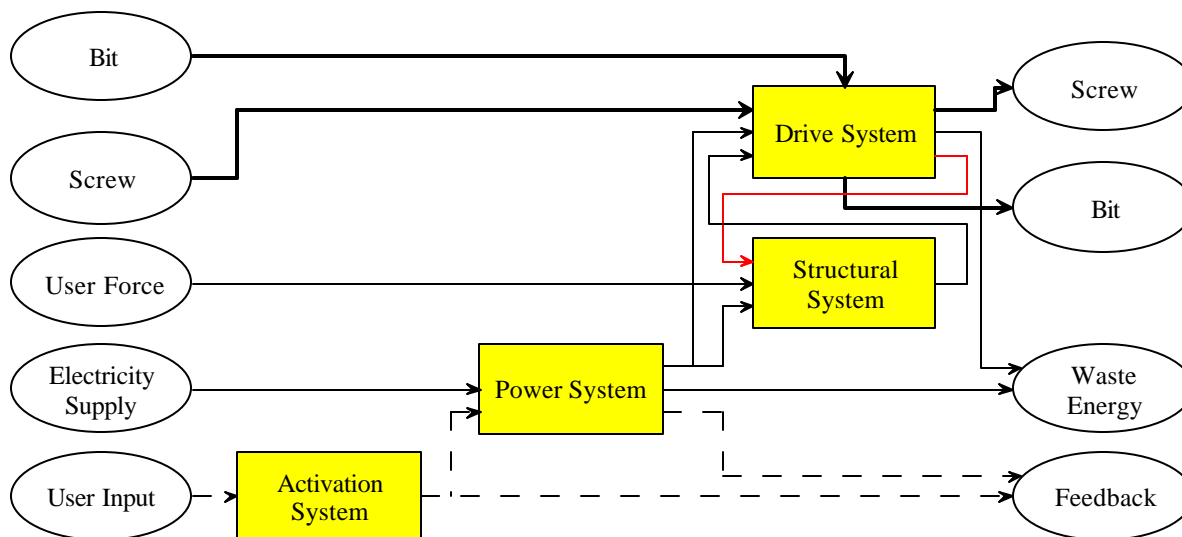 Bit
Screw
Drive System
Screw
Bit
User Force
Structural
System
Electricity
Supply
Power System
Waste
Energy
User Input
Activation
System
Feedback